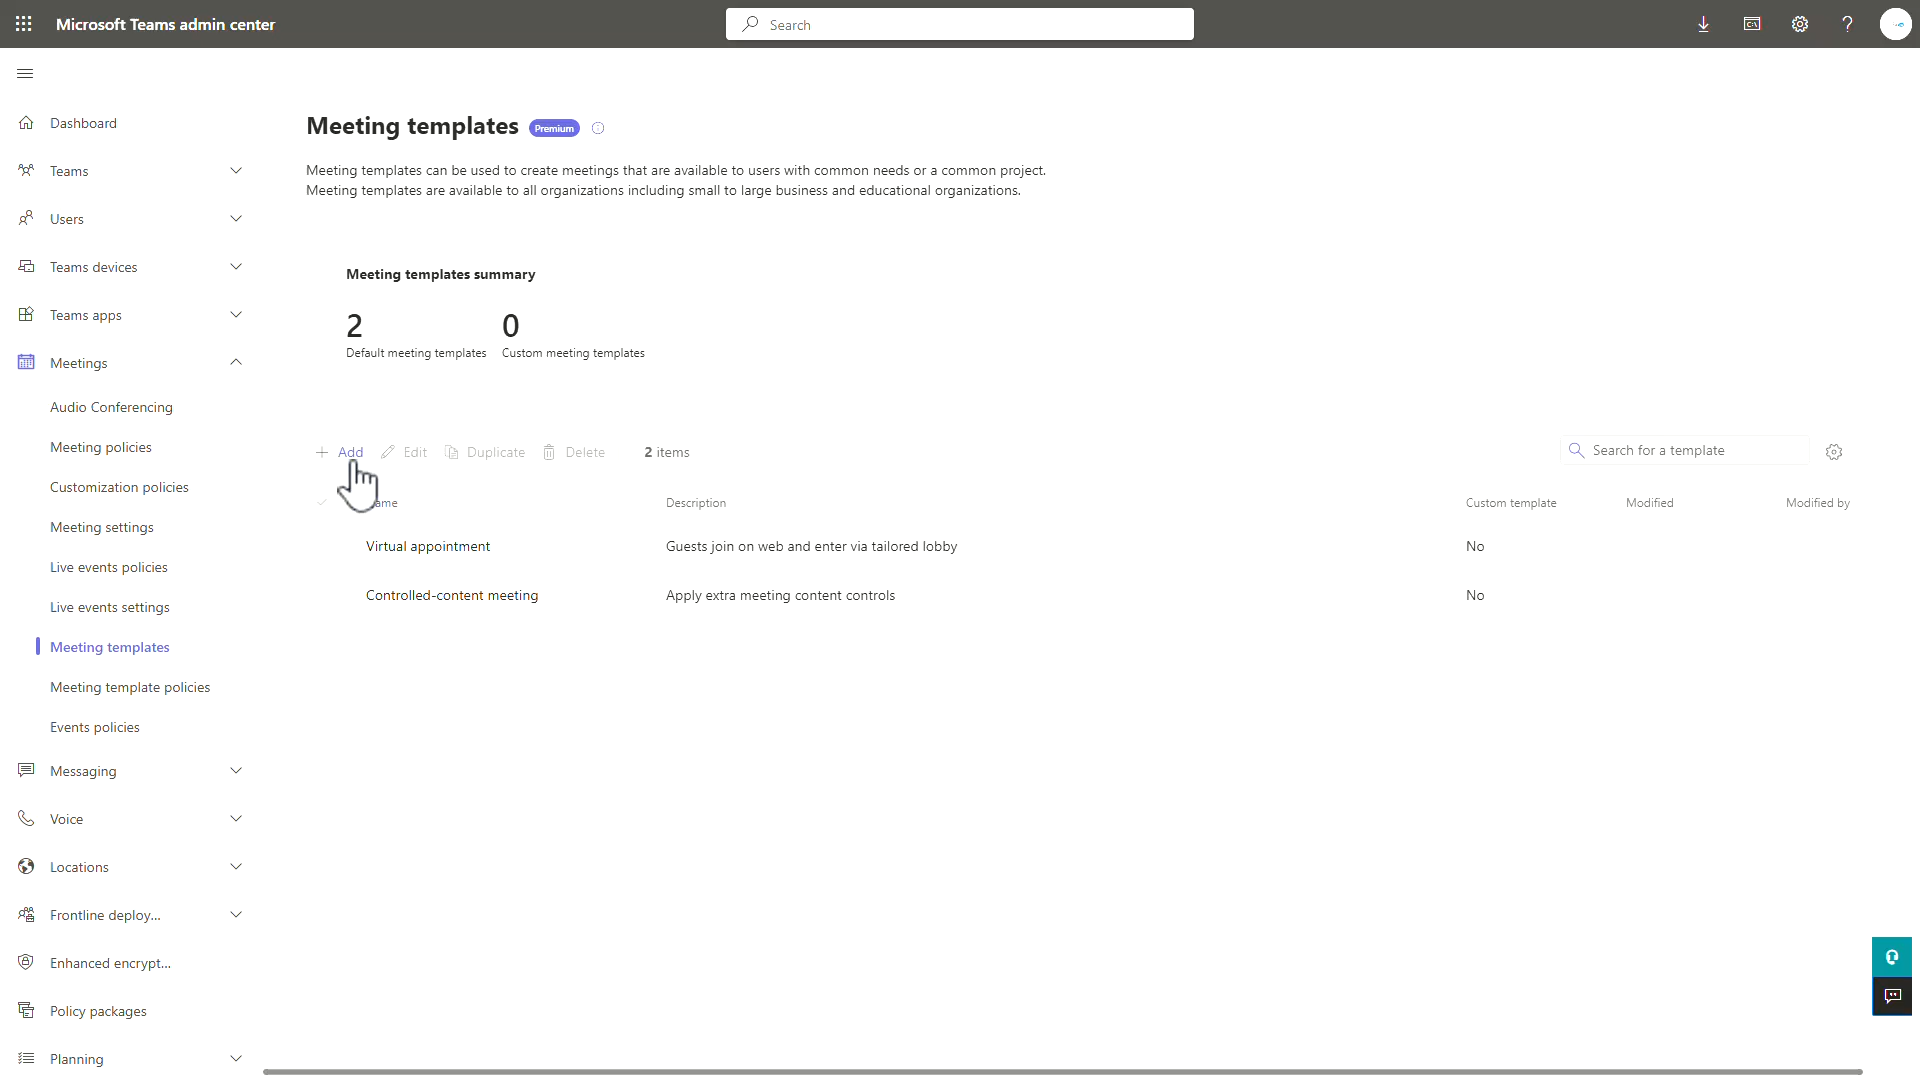 Microsoft Teams admin center
Search
Dashboard
Teams
Users
Teams devices
Teams apps
Meetings
Audio Conferencing
Meeting policies
Customization policies
Meeting settings
Live events policies
Live events settings
Meeting templates
Meeting template policies
Events policies
Messaging
Voice
Locations
Frontline deploy...
Enhanced encrypt...
Policy packages
Planning
Meeting templates Premium
Meeting templates can be used to create meetings that are available to users with common needs or a common project.
Meeting templates are available to all organizations including small to large business and educational organizations.
Meeting templates summary
2 0
Default meeting templates Custom meeting templates
Add Edit Duplicate Delete 2 items Search for a template
ame Description Custom template Modified Modified by
Virtual appointment Guests join on web and enter via tailored lobby No
Controlled-content meeting Apply extra meeting content controls No